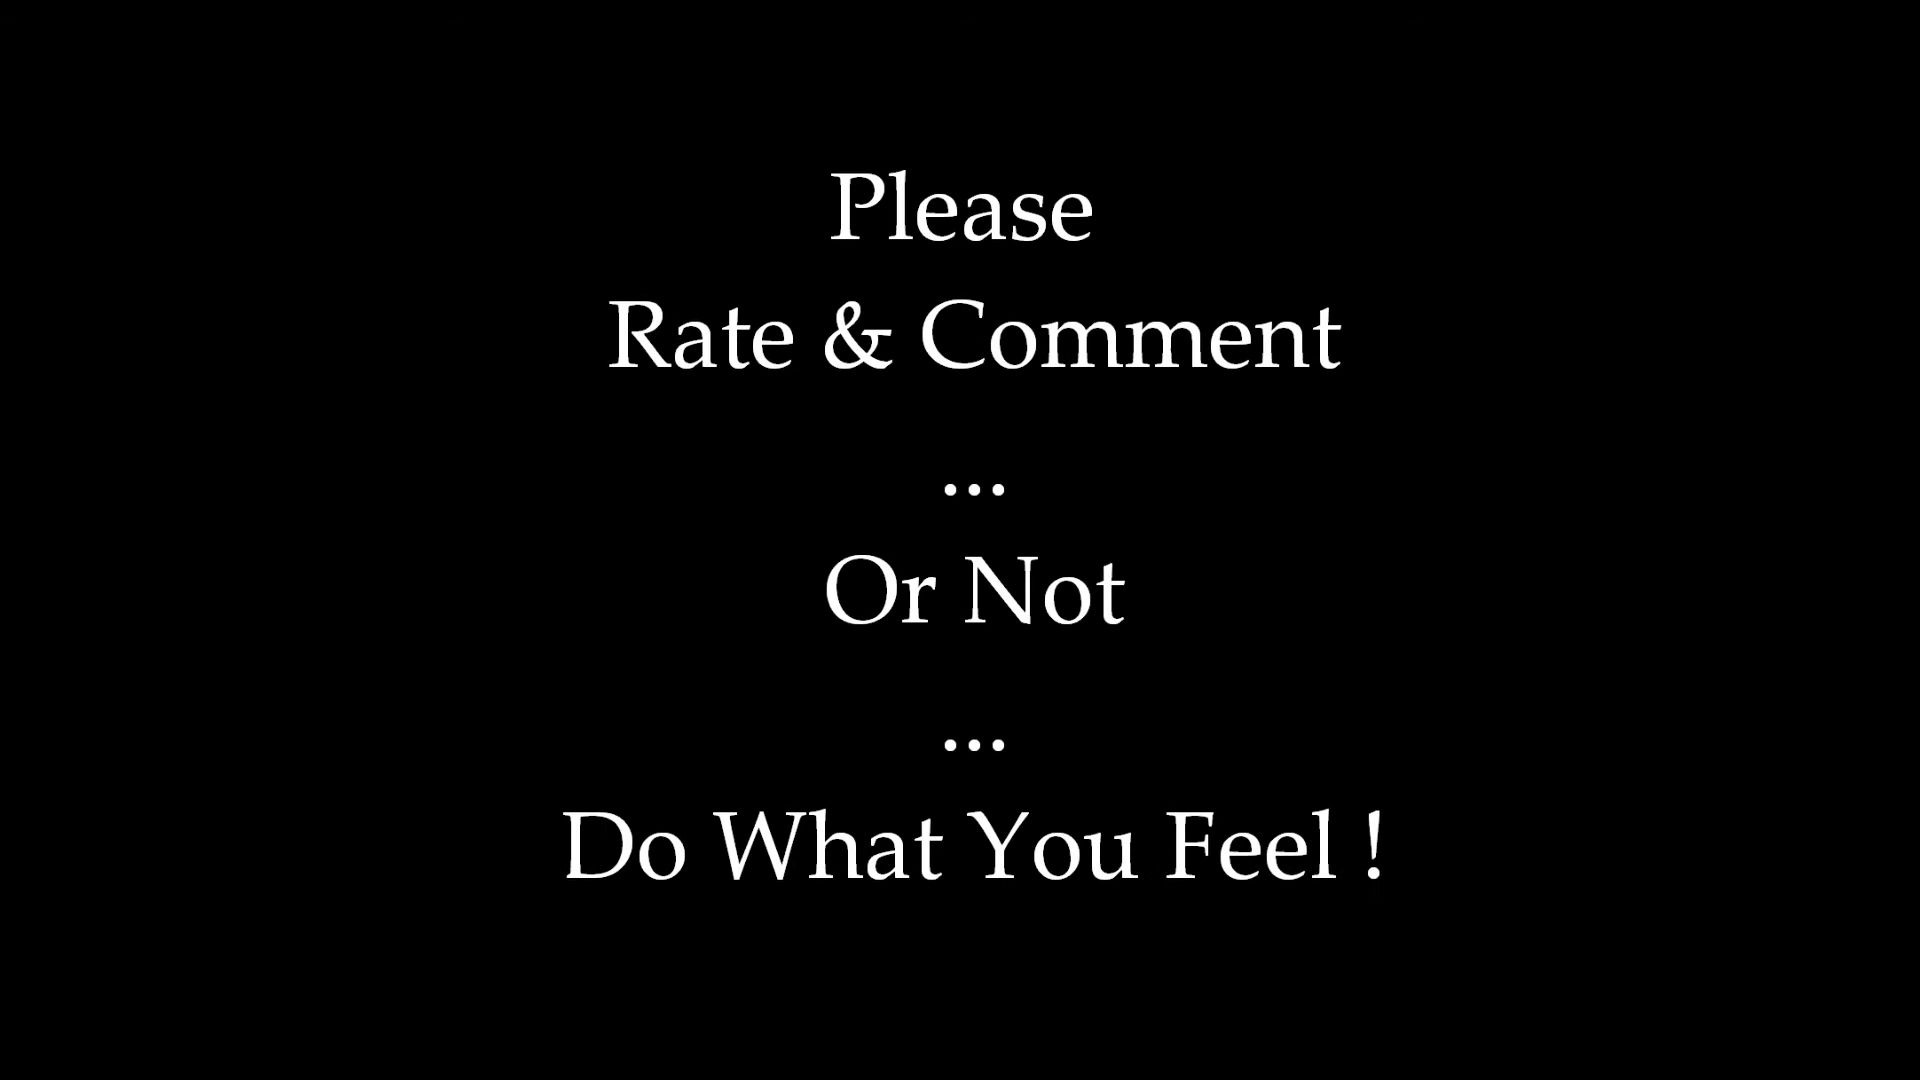 Please
Rate & Comment
...
Or Not
...
Do What You Feel !